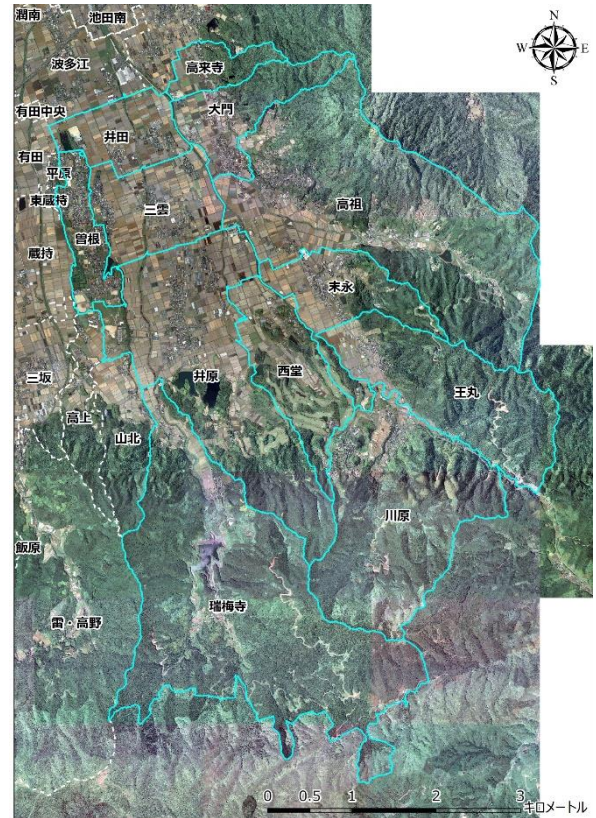 潤南
池田南
N
W
E
S
波多江
高来寺
有田中央
大門
井田
有田
平原
東蔵持
三雲
高祖
曽根
蔵持
末永
三坂
井原
西堂
王丸
高上
山北
川原
飯原
瑞梅寺
雷・高野
0 0.5 1 2 3
キロメートル